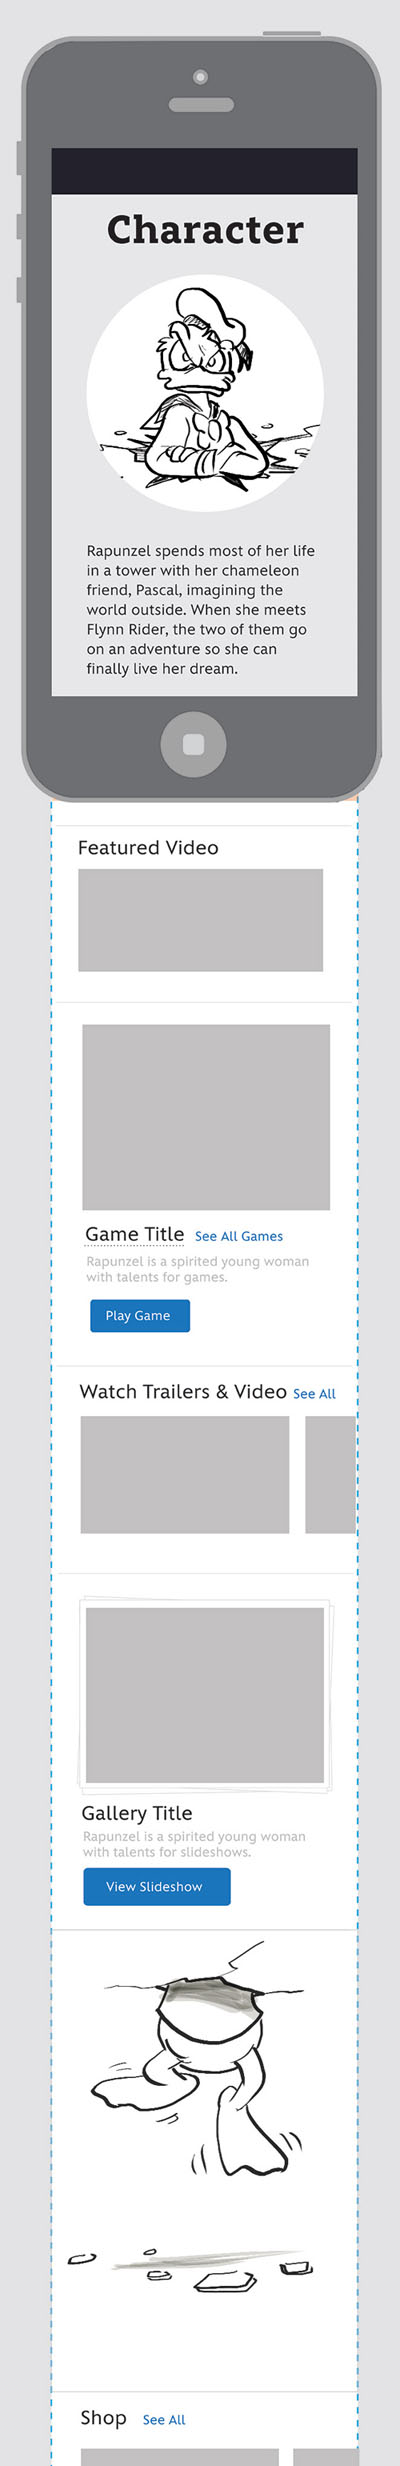 Character
Rapunzel spends most of her life
in a tower with her chameleon
friend, Pascal, imagining the
world outside. When she meets
Flynn Rider, the two of them go
on an adventure so she can
finally live her dream.
Featured Video
Game Title See All Games
Rapunzel is a spirited young woman
with talents for games.
Play Game
Watch Trailers & Video See All
Gallery Title
Rapunzel is a spirited young woman
with talents for slideshows.
View Slideshow
Shop See All